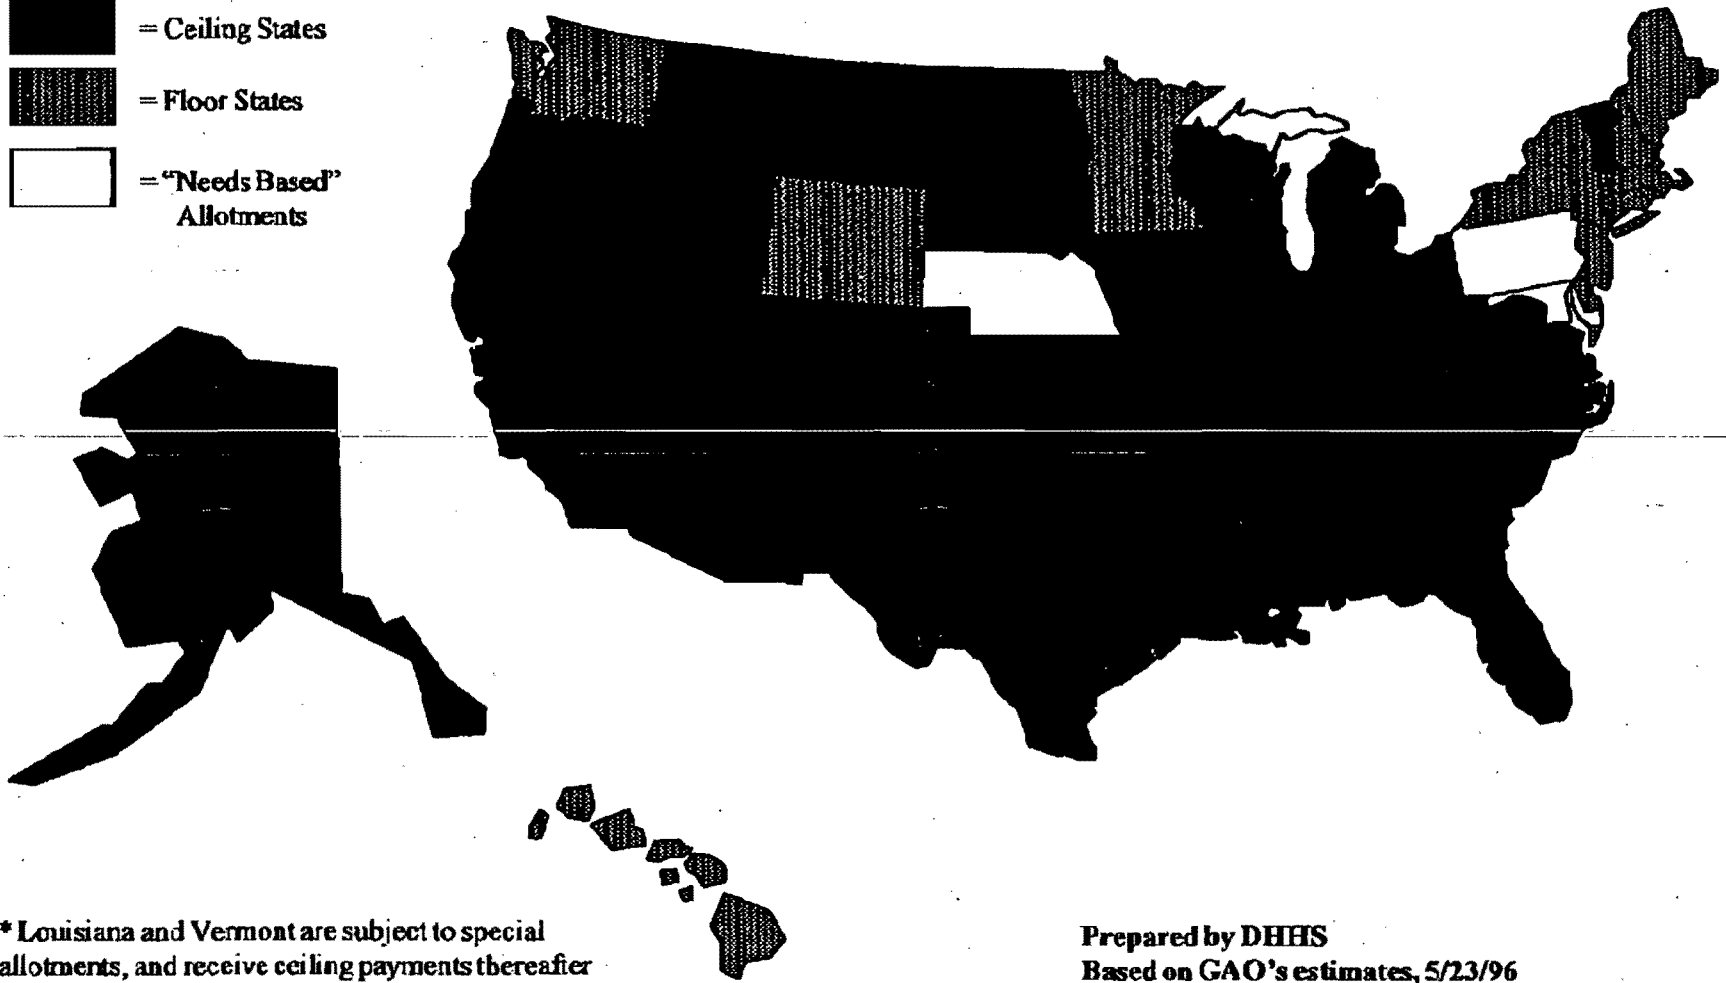 = Ceiling States
= Floor States
= "Needs Based"
Allotments
* Louisiana and Vermont are subject to special
allotments, and receive ceiling payments thereafter
Prepared by DHHS
Based on GAO's estimates, 5/23/96